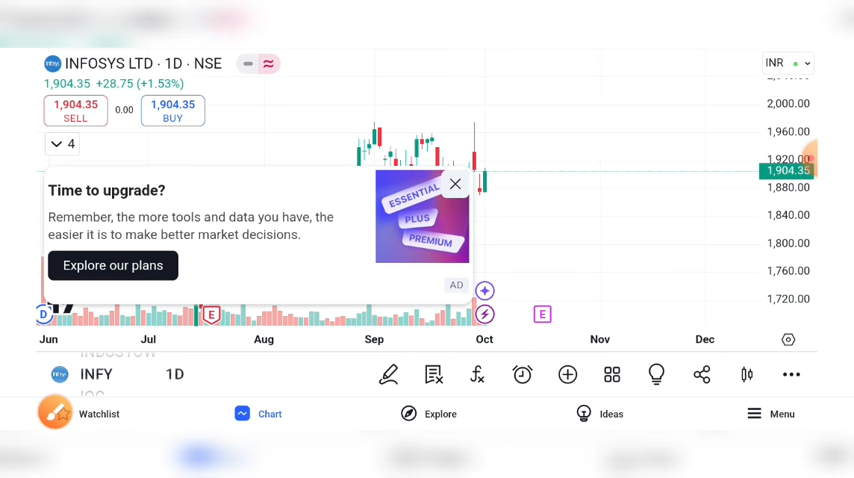 INFOSYS LTD · 1D · NSE
INR
1,904.35 +28.75 (+1.53%)
1,904.35
SELL
0.00
1,904.35
BUY
4
2,000.00
1,960.00
1,920.00
1,904.35
1,880.00
1,840.00
1,800.00
1,760.00
1,720.00
Time to upgrade?
Remember, the more tools and data you have, the
easier it is to make better market decisions.
Explore our plans
ESSENTIAL
PLUS
PREMIUM
AD
D
E
E
Jun Jul Aug Sep Oct Nov Dec
Infy
INFY 1D
Watchlist Chart Explore Ideas Menu